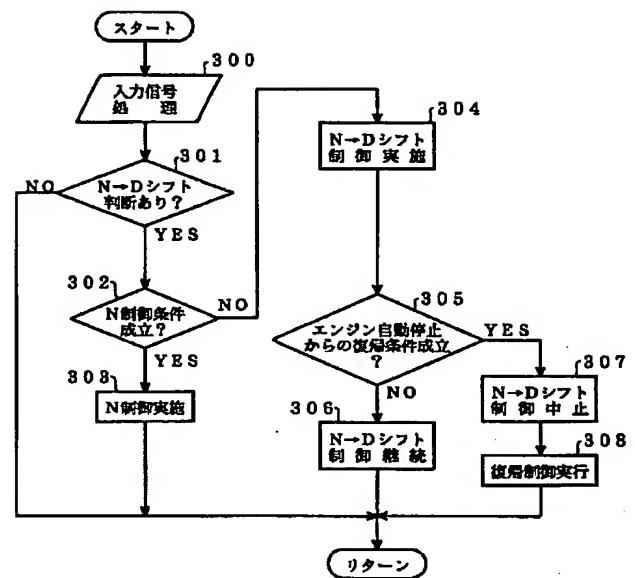 スタート
300
入力信号
処 理
301
N→Dシフト
判断あり？
NO
YES
302
N制御条件
成立？
NO
YES
303
N制御実施
304
N→Dシフト
制御実施
305
エンジン自動停止
からの復帰条件成立
？
YES
NO
306
N→Dシフト
制御継続
307
N→Dシフト
制御中止
308
復帰制御実行
リターン